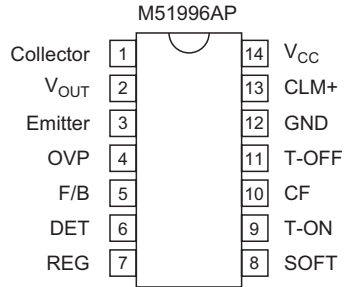 M51996AP
Collector 1 14 VCC
VOUT 2 13 CLM+
Emitter 3 12 GND
OVP 4 11 T-OFF
F/B 5 10 CF
DET 6 9 T-ON
REG 7 8 SOFT